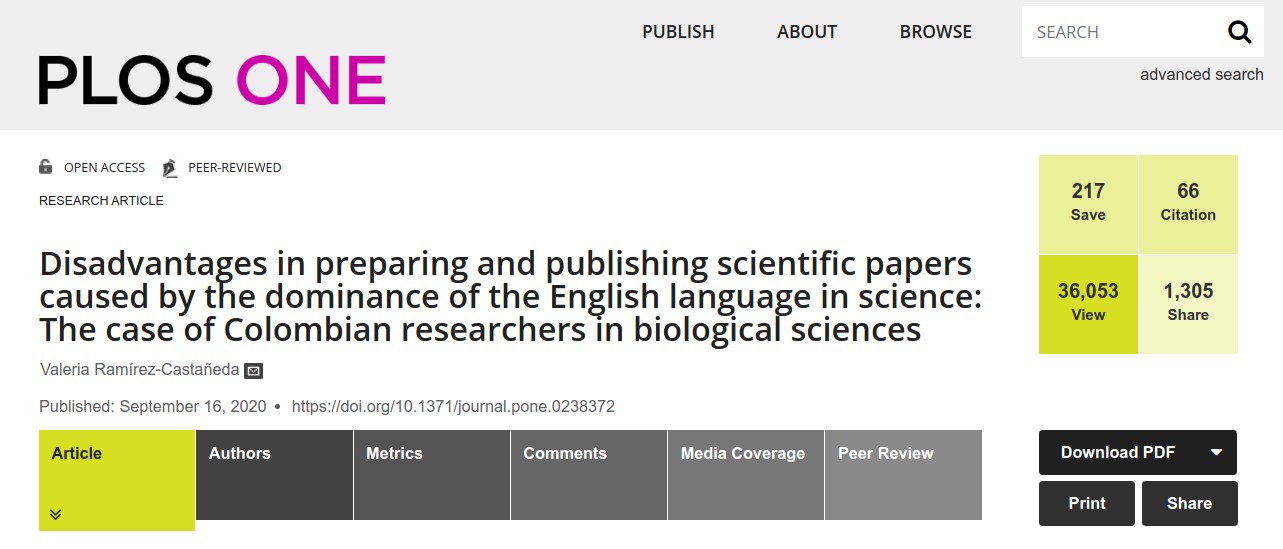 PUBLISH ABOUT BROWSE SEARCH
advanced search
PLOS ONE
OPEN ACCESS PEER-REVIEWED
RESEARCH ARTICLE
Disadvantages in preparing and publishing scientific papers
caused by the dominance of the English language in science:
The case of Colombian researchers in biological sciences
Valeria Ramírez-Castañeda
Published: September 16, 2020 • https://doi.org/10.1371/journal.pone.0238372
217
Save
66
Citation
36,053
View
1,305
Share
Article Authors Metrics Comments Media Coverage Peer Review
Download PDF
Print Share